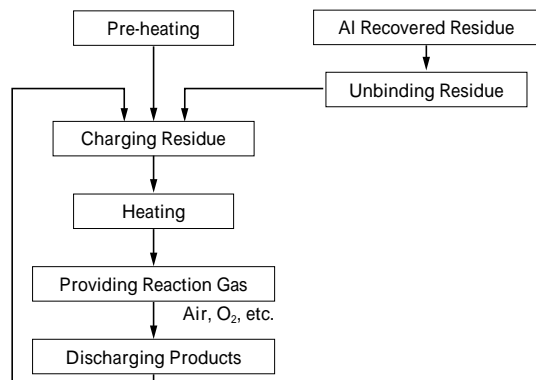 Pre-heating
Al Recovered Residue
Unbinding Residue
Charging Residue
Heating
Providing Reaction Gas
Air, O₂, etc.
Discharging Products